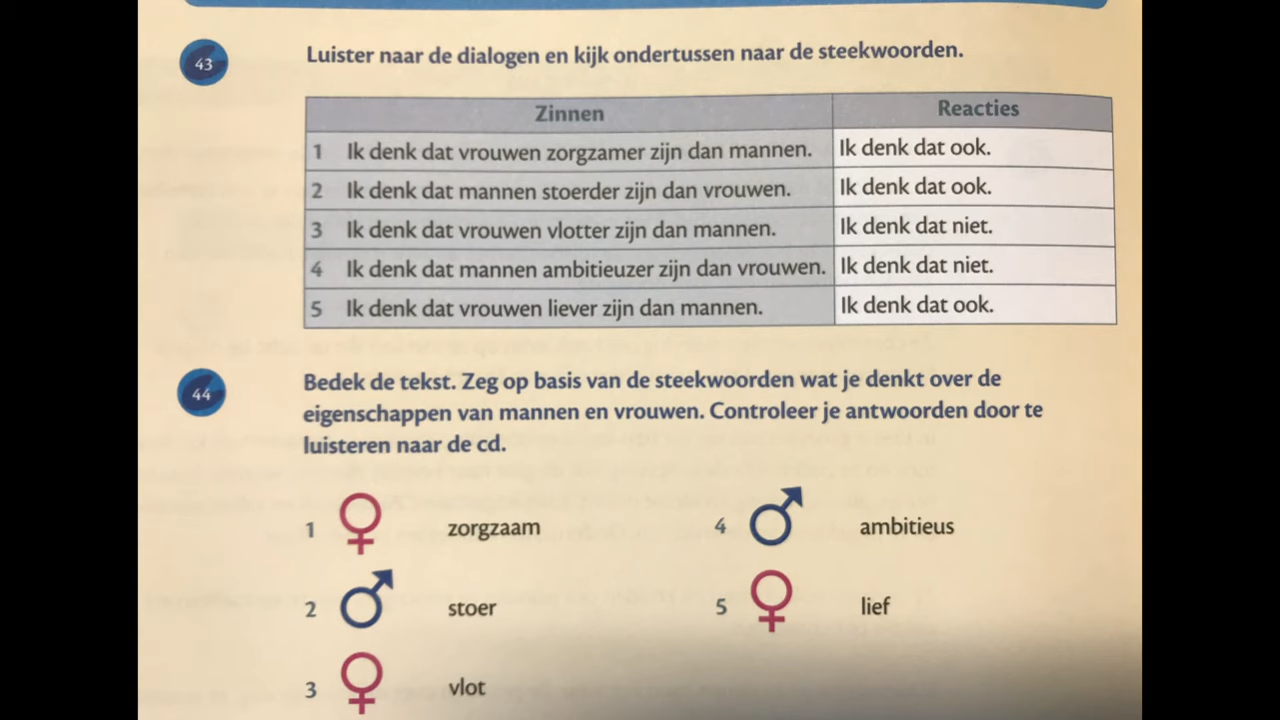 43
Luister naar de dialogen en kijk ondertussen naar de steekwoorden.
Zinnen Reacties
1 Ik denk dat vrouwen zorgzamer zijn dan mannen. Ik denk dat ook.
2 Ik denk dat mannen stoerder zijn dan vrouwen. Ik denk dat ook.
3 Ik denk dat vrouwen vlotter zijn dan mannen. Ik denk dat niet.
4 Ik denk dat mannen ambitieuzer zijn dan vrouwen. Ik denk dat niet.
5 Ik denk dat vrouwen liever zijn dan mannen. Ik denk dat ook.
44
Bedek de tekst. Zeg op basis van de steekwoorden wat je denkt over de
eigenschappen van mannen en vrouwen. Controleer je antwoorden door te
luisteren naar de cd.
1 zorgzaam
2 stoer
3 vlot
4 ambitieus
5 lief